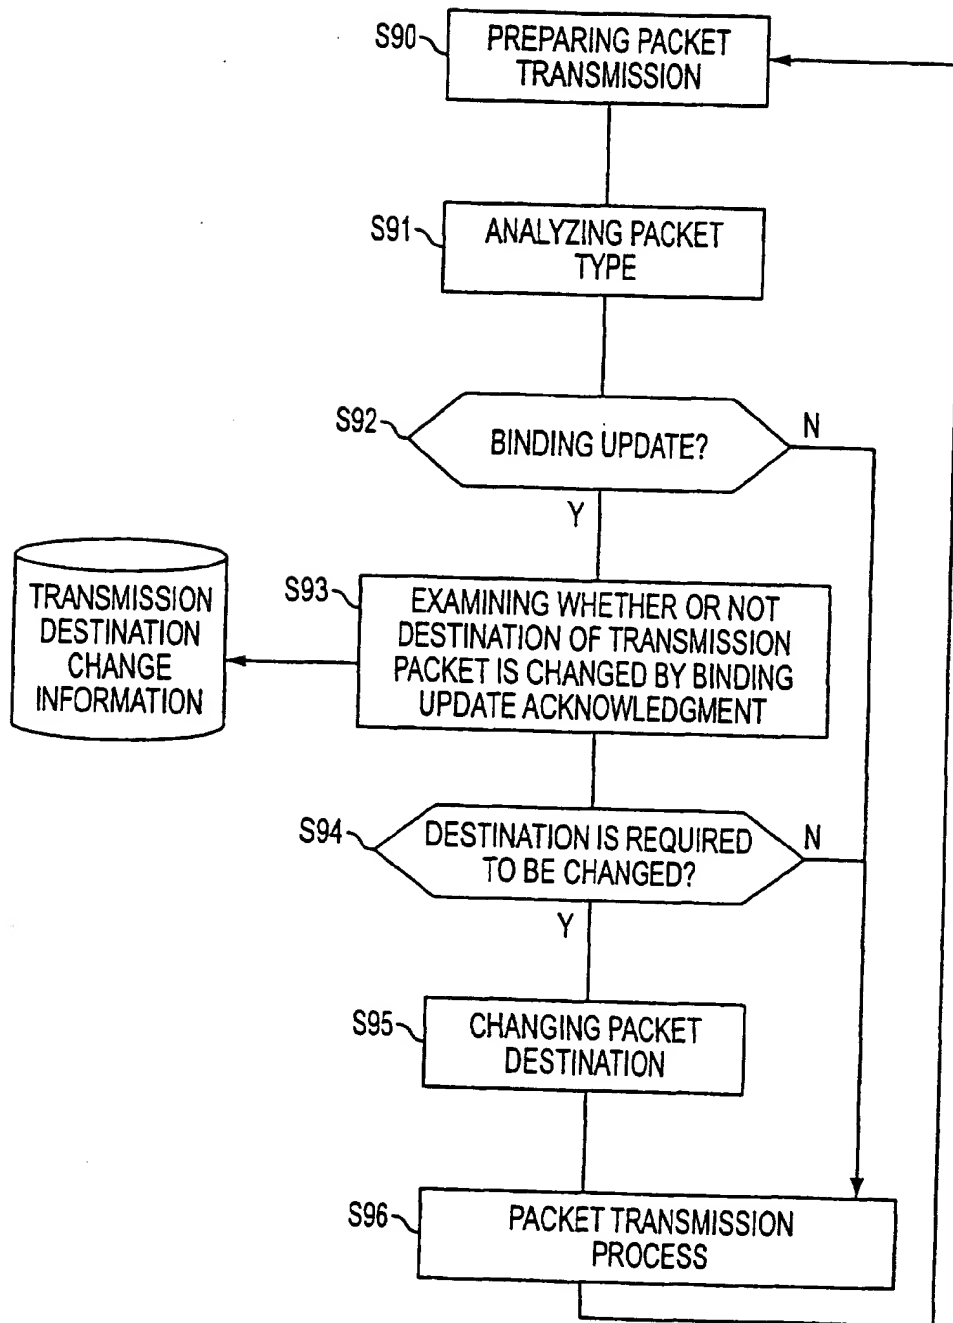 S90
PREPARING PACKET
TRANSMISSION
S91
ANALYZING PACKET
TYPE
S92
BINDING UPDATE?
N
Y
TRANSMISSION
DESTINATION
CHANGE
INFORMATION
S93
EXAMINING WHETHER OR NOT
DESTINATION OF TRANSMISSION
PACKET IS CHANGED BY BINDING
UPDATE ACKNOWLEDGMENT
S94
DESTINATION IS REQUIRED
TO BE CHANGED?
N
Y
S95
CHANGING PACKET
DESTINATION
S96
PACKET TRANSMISSION
PROCESS